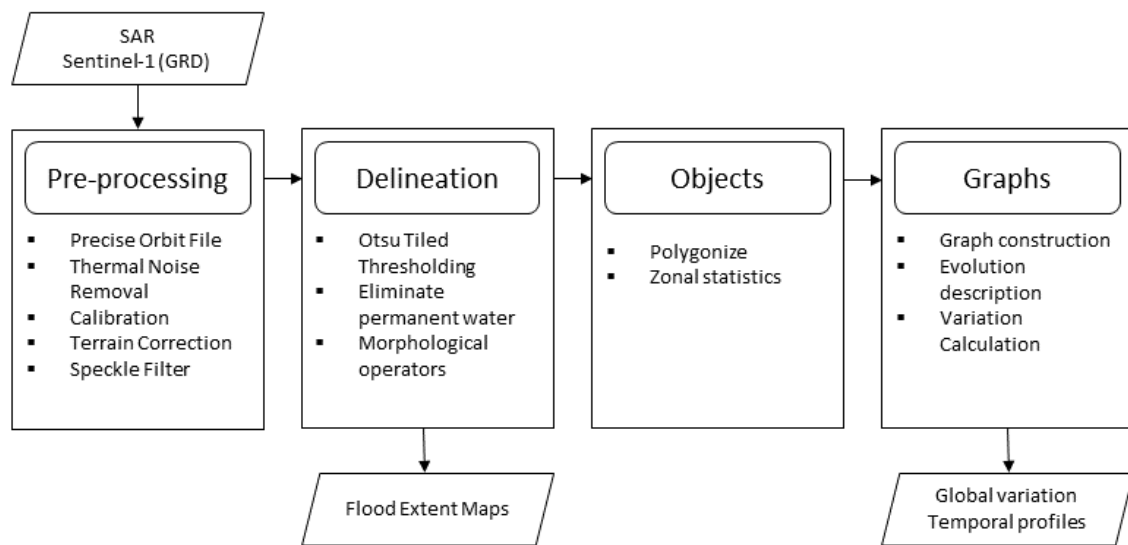 SAR
Sentinel-1 (GRD)
Pre-processing
▪ Precise Orbit File
▪ Thermal Noise
Removal
▪ Calibration
▪ Terrain Correction
▪ Speckle Filter
Delineation
▪ Otsu Tiled
Thresholding
▪ Eliminate
permanent water
▪ Morphological
operators
Objects
▪ Polygonize
▪ Zonal statistics
Graphs
▪ Graph construction
▪ Evolution
description
▪ Variation
Calculation
Flood Extent Maps
Global variation
Temporal profiles